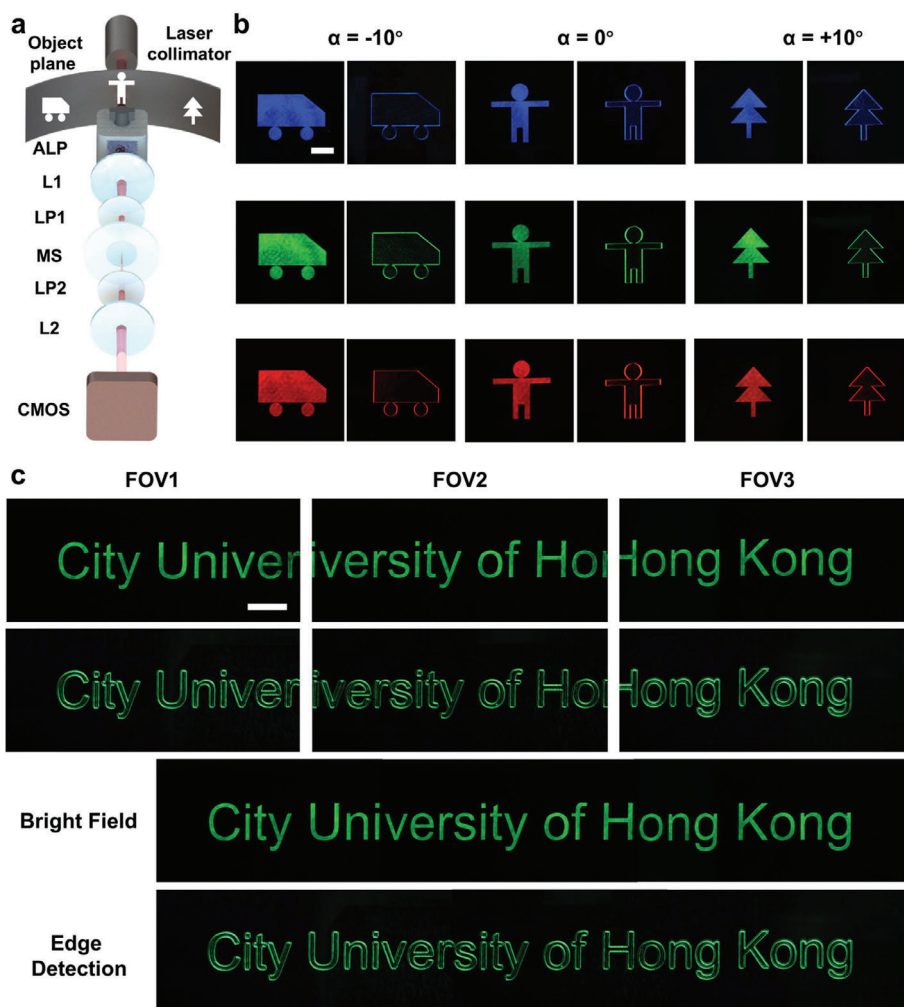 a
Object plane
Laser collimator
ALP
L1
LP1
MS
LP2
L2
CMOS
b
α = -10°
α = 0°
α = +10°
c
FOV1
FOV2
FOV3
City Univer
iversity of Hon
Hong Kong
City Univer
iversity of Hon
Hong Kong
Bright Field
City University of Hong Kong
Edge Detection
City University of Hong Kong